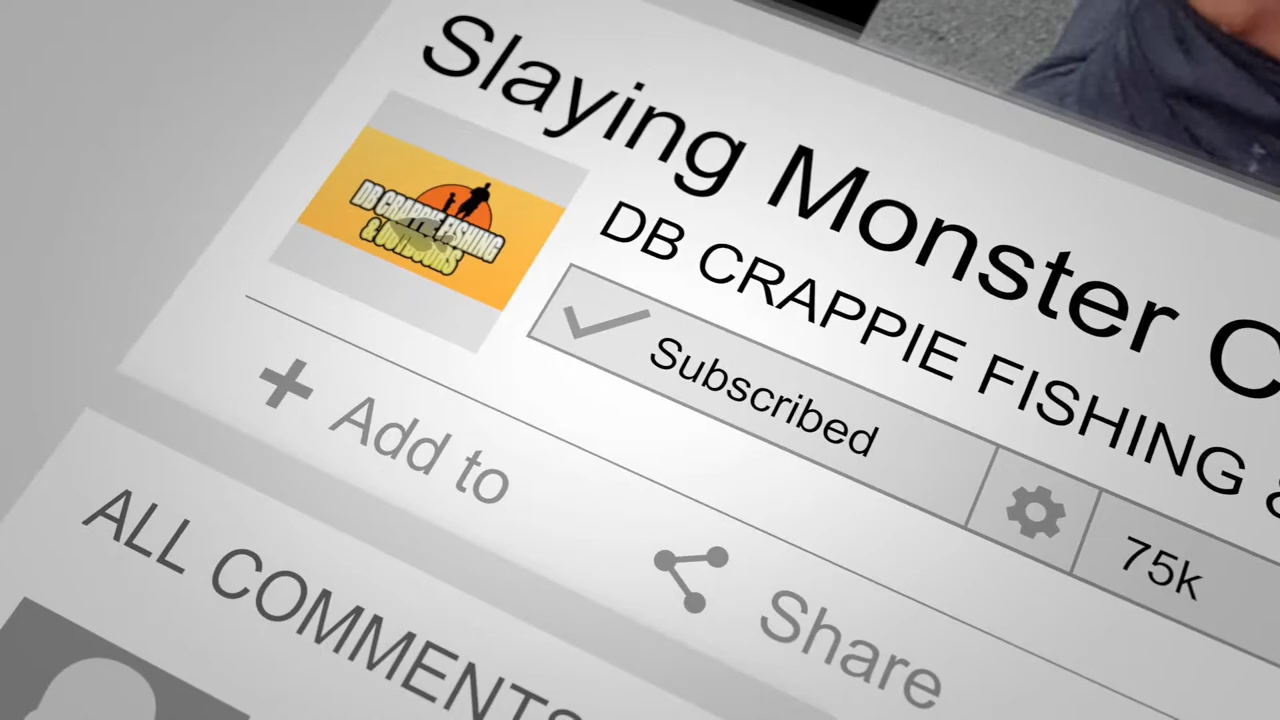 Slaying Monster C
DB CRAPPIE FISHING
& OUTDOORS
DB CRAPPIE FISHING &
Subscribed
75k
Add to
Share
ALL COMMENTS